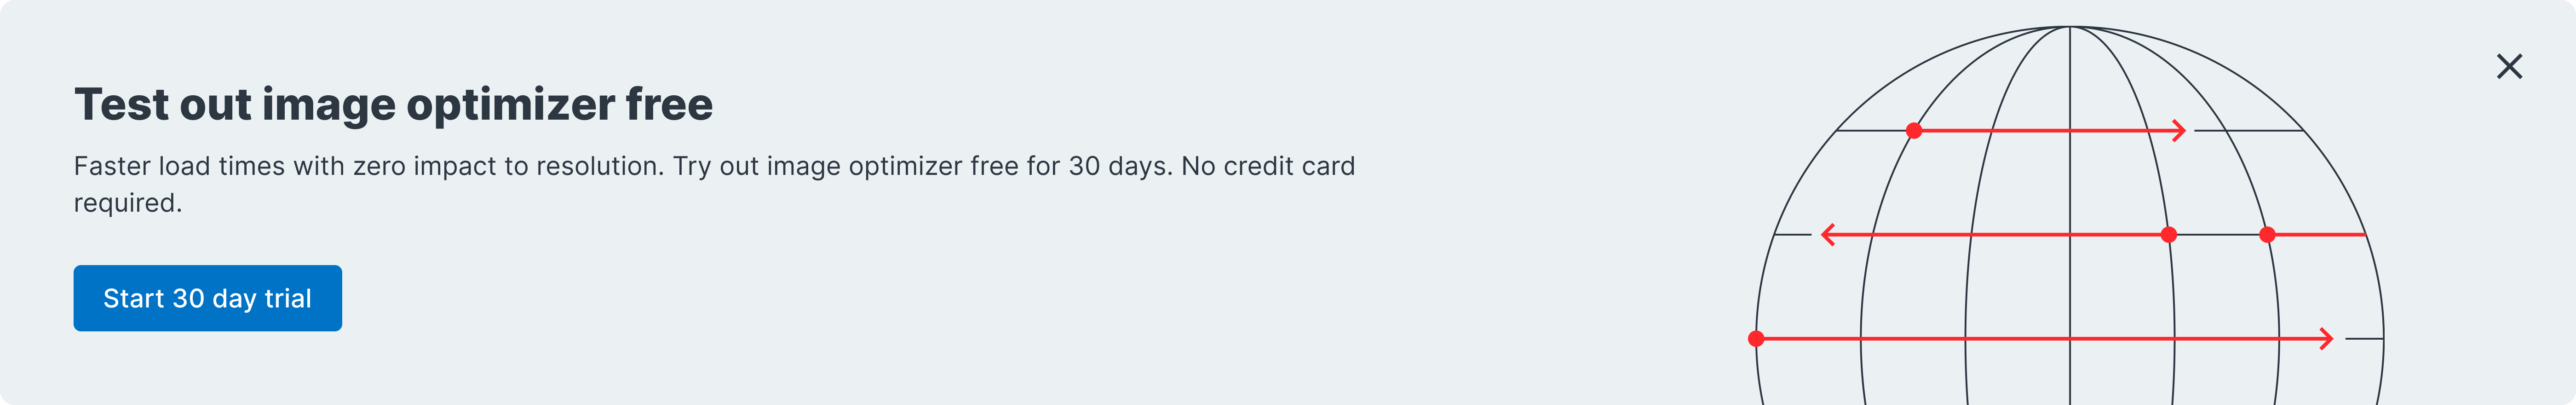 Test out image optimizer free
Faster load times with zero impact to resolution. Try out image optimizer free for 30 days. No credit card
required.
Start 30 day trial